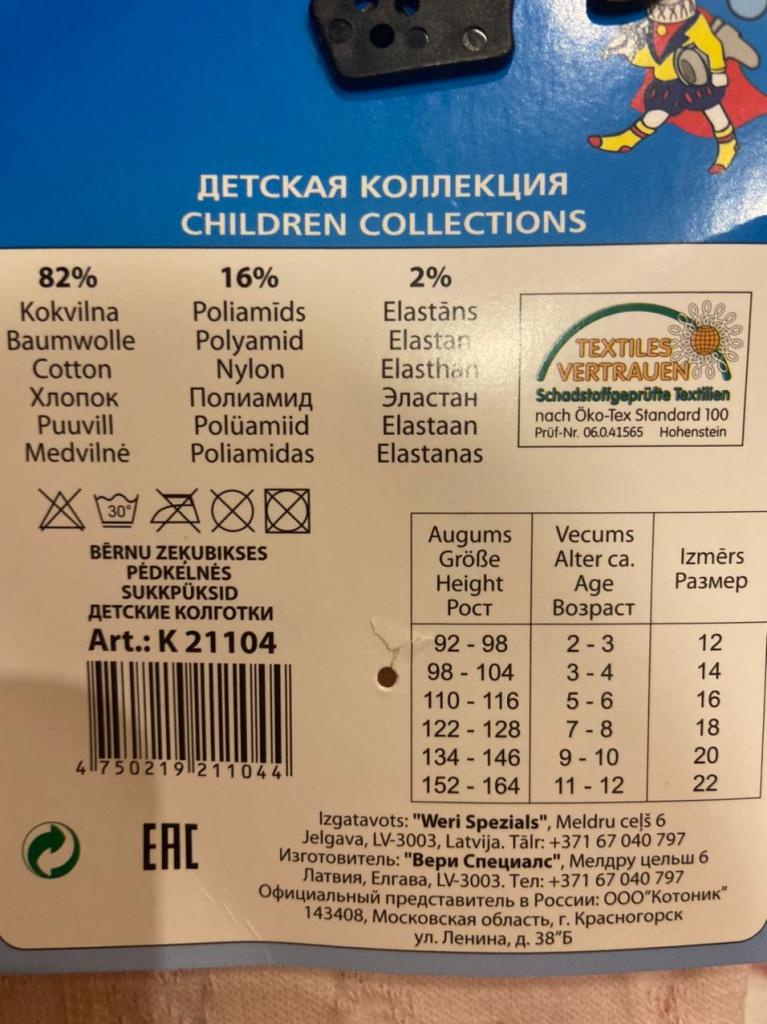 ДЕТСКАЯ КОЛЛЕКЦИЯ
CHILDREN COLLECTIONS
82% 16% 2%
Kokvilna Poliamīds Elastāns
Baumwolle Polyamid Elastan
Cotton Nylon Elasthan
Хлопок Полиамид Эластан
Puuvill Polüamiid Elastaan
Medvilnė Poliamidas Elastanas
TEXTILES
VERTRAUEN
Schadstoffgeprüfte Textilien
nach Öko-Tex Standard 100
Prüf-Nr. 06.0.41565 Hohenstein
30°
BĒRNU ZEĶUBIKSES
PĖDKELNĖS
SUKKPÜKSID
ДЕТСКИЕ КОЛГОТКИ
Art.: K 21104
4 750219 211044
Augums Vecums Izmērs
Größe Alter ca. Размер
Height Age
Рост Возраст
92 - 98 2 - 3 12
98 - 104 3 - 4 14
110 - 116 5 - 6 16
122 - 128 7 - 8 18
134 - 146 9 - 10 20
152 - 164 11 - 12 22
EAC
Izgatavots: "Weri Spezials", Meldru ceļš 6
Jelgava, LV-3003, Latvija. Tālr: +371 67 040 797
Изготовитель: "Вери Специалс", Мелдру цельш 6
Латвия, Елгава, LV-3003. Тел: +371 67 040 797
Официальный представитель в России: ООО"Котоник"
143408, Московская область, г. Красногорск
ул. Ленина, д. 38"Б